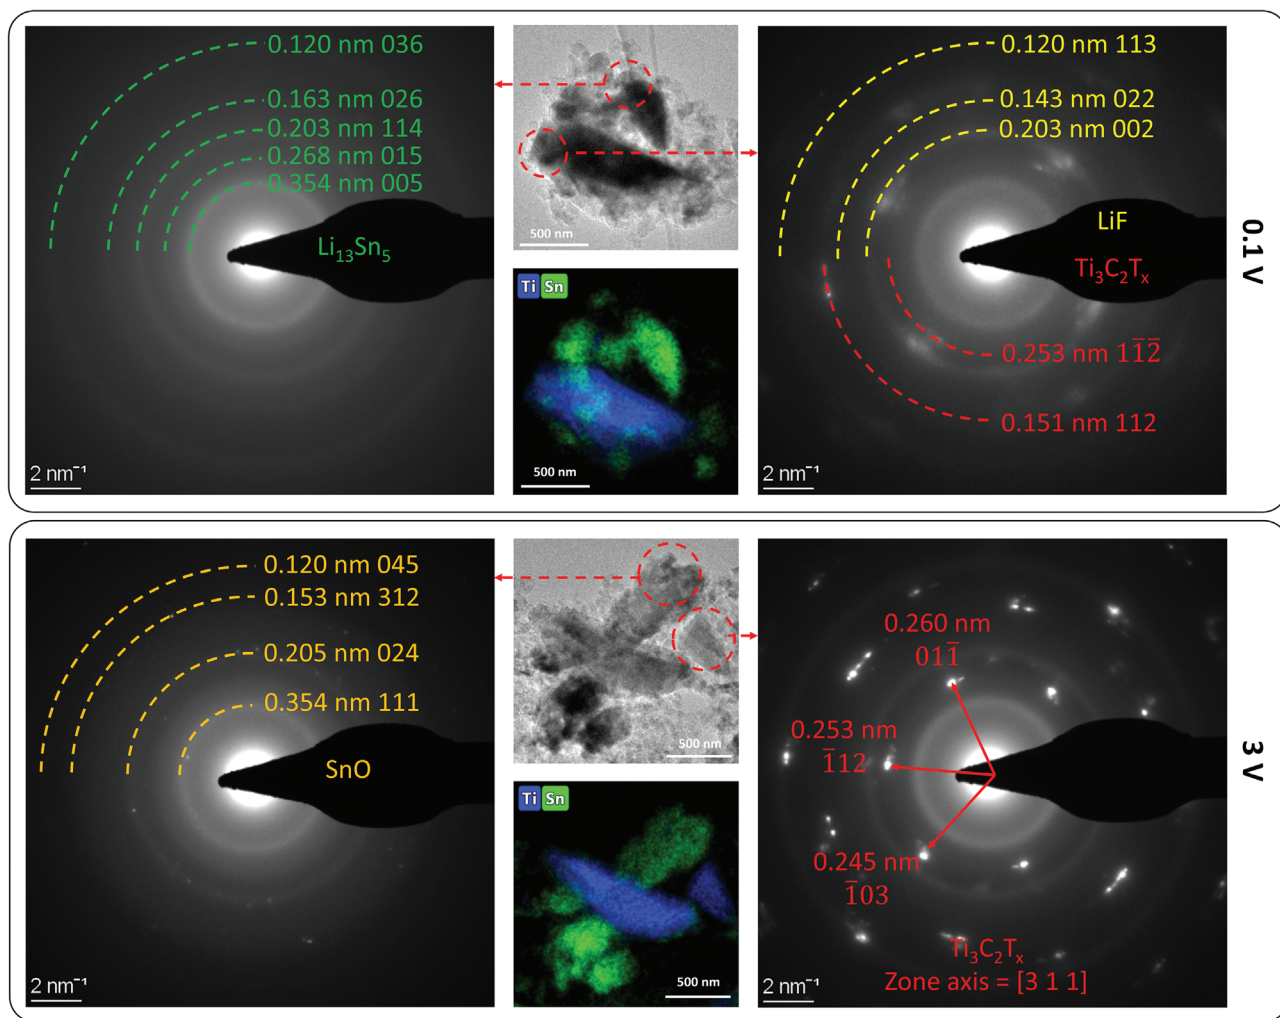 0.120 nm 036
0.163 nm 026
0.203 nm 114
0.268 nm 015
0.354 nm 005
Li₁₃Sn₅
2 nm⁻¹
500 nm
Ti Sn
500 nm
0.120 nm 113
0.143 nm 022
0.203 nm 002
LiF
Ti₃C₂Tₓ
0.253 nm 11̅2̅
0.151 nm 112
2 nm⁻¹
0.1 V
0.120 nm 045
0.153 nm 312
0.205 nm 024
0.354 nm 111
SnO
2 nm⁻¹
500 nm
Ti Sn
500 nm
0.260 nm
011̅
0.253 nm
1̅12
0.245 nm
1̅03
Ti₃C₂Tₓ
Zone axis = [3 1 1]
2 nm⁻¹
3 V